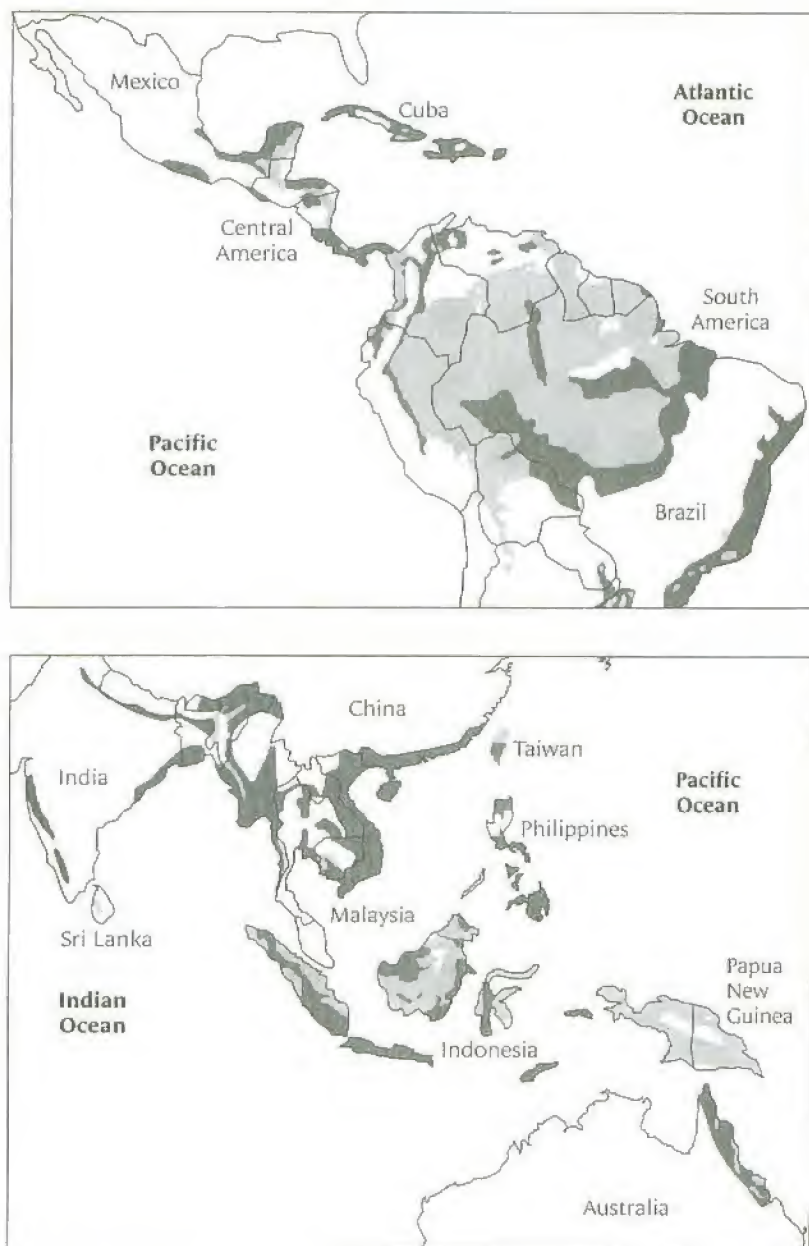 Mexico
Cuba
Atlantic
Ocean
Central
America
South
America
Pacific
Ocean
Brazil
China
Taiwan
India
Pacific
Ocean
Philippines
Malaysia
Sri Lanka
Papua
New
Guinea
Indian
Ocean
Indonesia
Australia